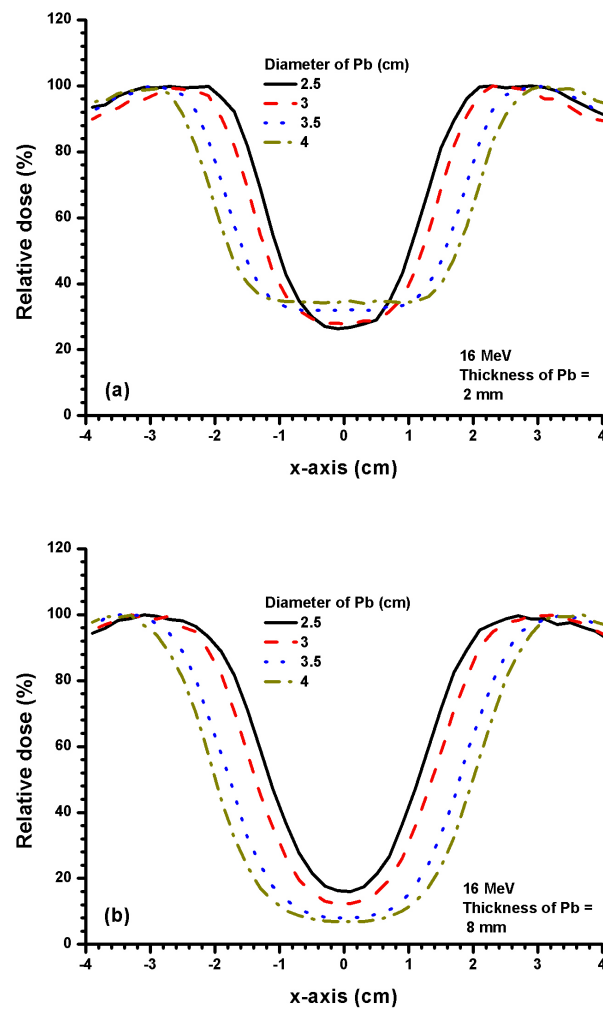 120
100
80
60
40
20
0
Relative dose (%)
Diameter of Pb (cm)
2.5
3
3.5
4
(a)
16 MeV
Thickness of Pb =
2 mm
-4 -3 -2 -1 0 1 2 3 4
x-axis (cm)
120
100
80
60
40
20
0
Relative dose (%)
Diameter of Pb (cm)
2.5
3
3.5
4
(b)
16 MeV
Thickness of Pb =
8 mm
-4 -3 -2 -1 0 1 2 3 4
x-axis (cm)